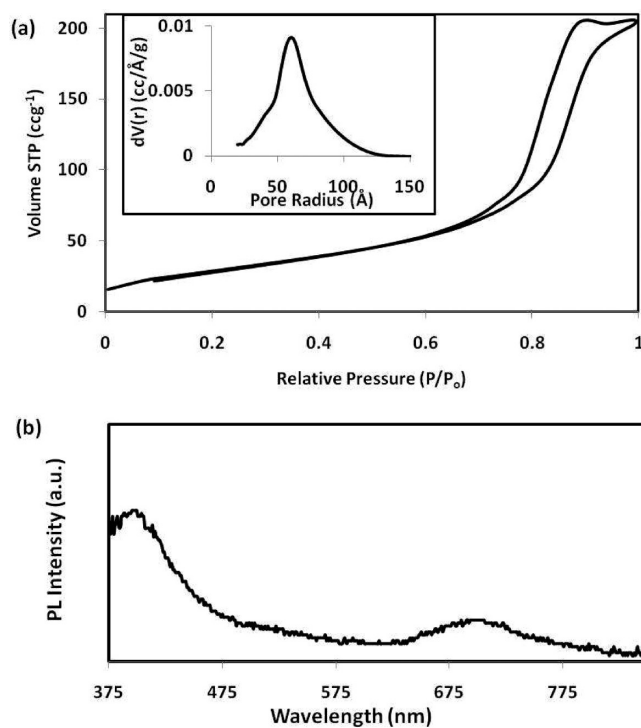 (a)
200
150
100
50
0
Volume STP (ccg⁻¹)
0 0.2 0.4 0.6 0.8 1
Relative Pressure (P/Pₒ)
0.01
0.005
0
dV(r) (cc/Å/g)
0 50 100 150
Pore Radius (Å)
(b)
PL Intensity (a.u.)
375 475 575 675 775
Wavelength (nm)